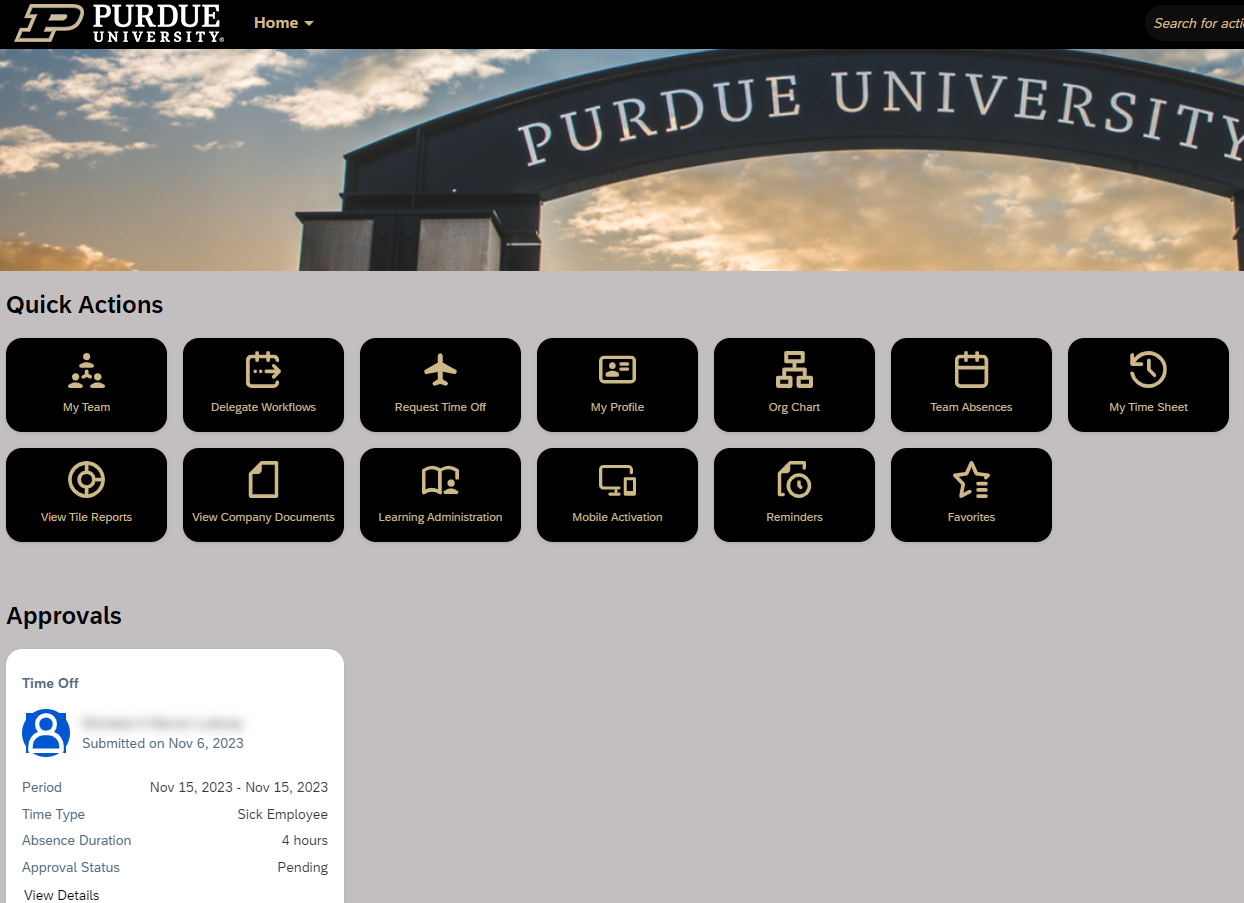 PURDUE
UNIVERSITY®
Home
Search for acti
PURDUE UNIVERSITY
Quick Actions
My Team
Delegate Workflows
Request Time Off
My Profile
Org Chart
Team Absences
My Time Sheet
View Tile Reports
View Company Documents
Learning Administration
Mobile Activation
Reminders
Favorites
Approvals
Time Off
Submitted on Nov 6, 2023
Period Nov 15, 2023 - Nov 15, 2023
Time Type Sick Employee
Absence Duration 4 hours
Approval Status Pending
View Details